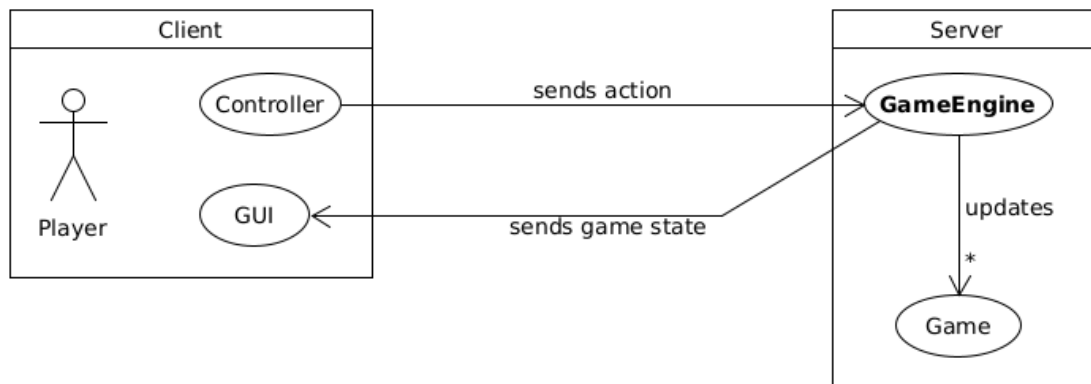 Client
Server
Controller
sends action
GameEngine
Player
GUI
sends game state
updates
*
Game